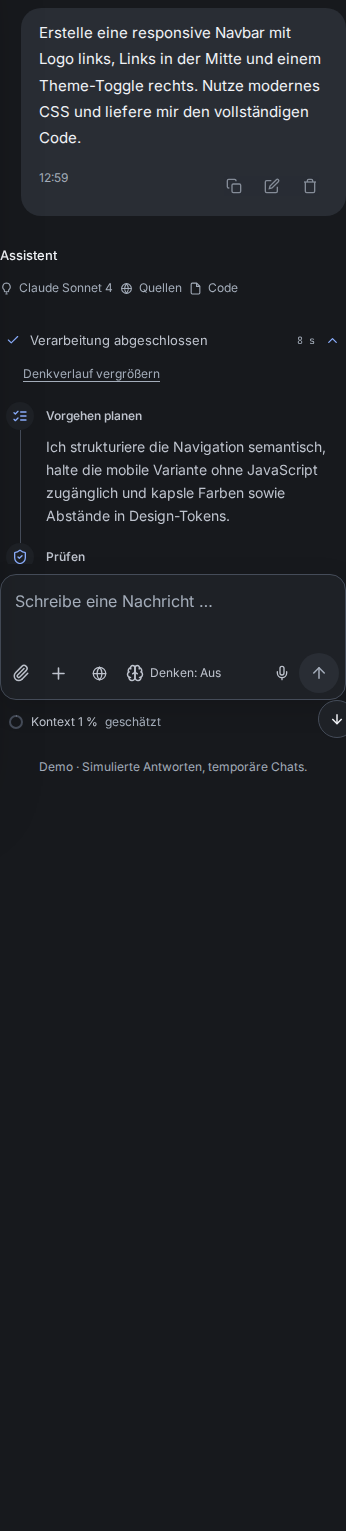 Erstelle eine responsive Navbar mit
Logo links, Links in der Mitte und einem
Theme-Toggle rechts. Nutze modernes
CSS und liefere mir den vollständigen
Code.
12:59
Assistent
Claude Sonnet 4 Quellen Code
Verarbeitung abgeschlossen 8 s
Denkverlauf vergrößern
Vorgehen planen
Ich strukturiere die Navigation semantisch,
halte die mobile Variante ohne JavaScript
zugänglich und kapsle Farben sowie
Abstände in Design-Tokens.
Prüfen
Schreibe eine Nachricht ...
Denken: Aus
Kontext 1 % geschätzt
Demo · Simulierte Antworten, temporäre Chats.